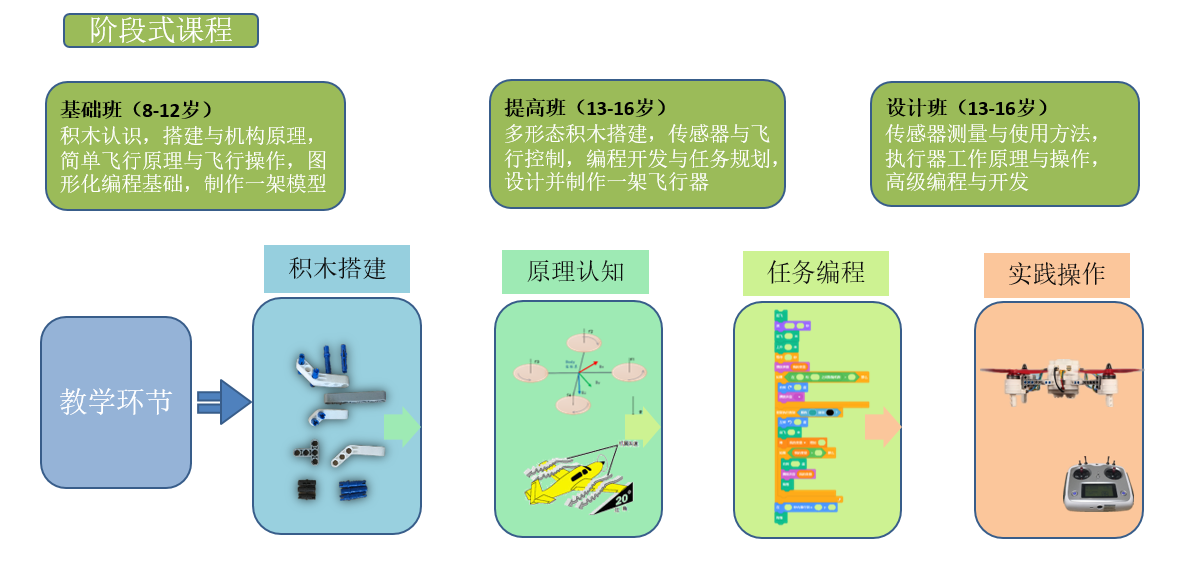 阶段式课程
基础班（8-12岁）
积木认识，搭建与机构原理，
简单飞行原理与飞行操作，图
形化编程基础，制作一架模型
提高班（13-16岁）
多形态积木搭建，传感器与飞
行控制，编程开发与任务规划，
设计并制作一架飞行器
设计班（13-16岁）
传感器测量与使用方法，
执行器工作原理与操作，
高级编程与开发
积木搭建
原理认知
任务编程
实践操作
教学环节
20°